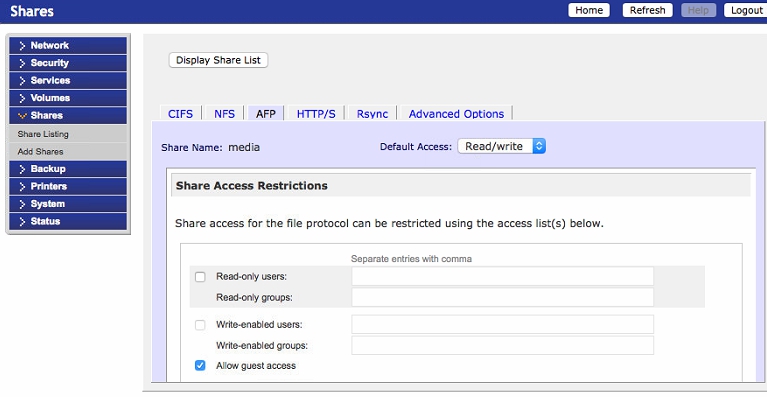 Shares
Home Refresh Help Logout
Network
Security
Services
Volumes
Shares
Share Listing
Add Shares
Backup
Printers
System
Status
Display Share List
CIFS NFS AFP HTTP/S Rsync Advanced Options
Share Name: media Default Access: Read/write
Share Access Restrictions
Share access for the file protocol can be restricted using the access list(s) below.
Separate entries with comma
Read-only users:
Read-only groups:
Write-enabled users:
Write-enabled groups:
Allow guest access